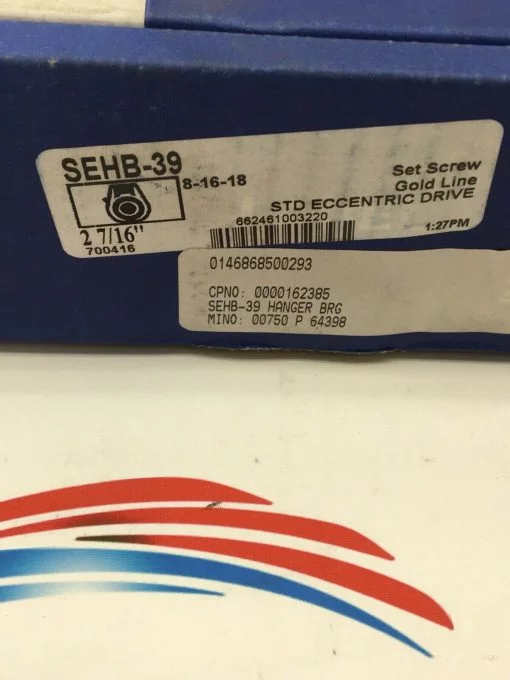 SEHB-39
8-16-18
2 7/16"
700416
Set Screw
Gold Line
STD ECCENTRIC DRIVE
662461003220
1:27PM
0146868500293
CPNO: 0000162385
SEHB-39 HANGER BRG
MINO: 00750 P 64398